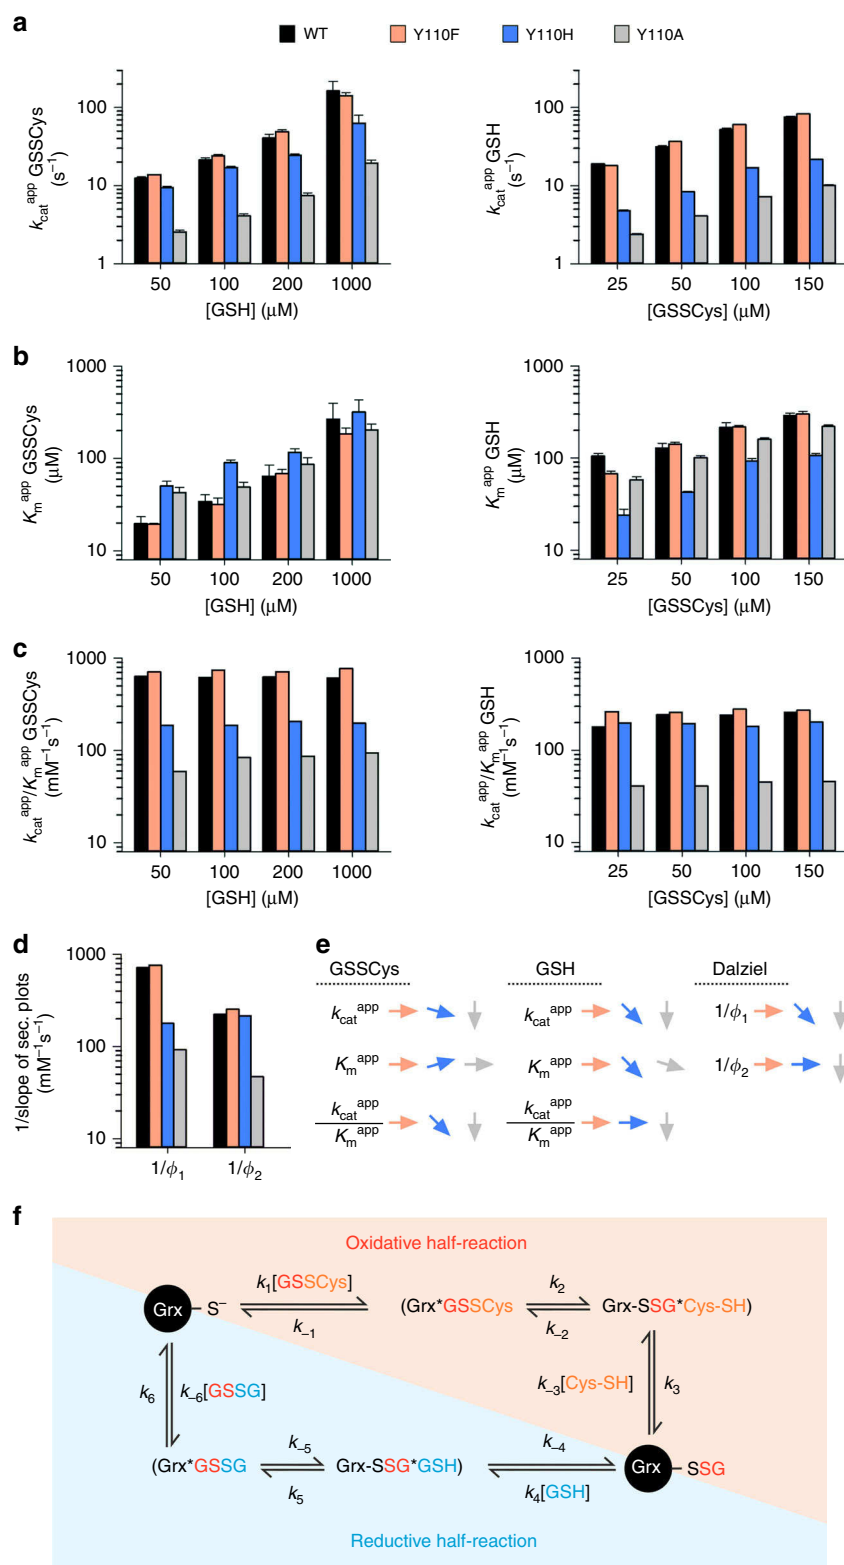 a
WT Y110F Y110H Y110A
k_cat^app GSSCys (s⁻¹)
100
10
1
50 100 200 1000
[GSH] (µM)
k_cat^app GSH (s⁻¹)
100
10
1
25 50 100 150
[GSSCys] (µM)
b
K_m^app GSSCys (µM)
1000
100
10
50 100 200 1000
[GSH] (µM)
K_m^app GSH (µM)
1000
100
10
25 50 100 150
[GSSCys] (µM)
c
k_cat^app/K_m^app GSSCys (mM⁻¹s⁻¹)
1000
100
10
50 100 200 1000
[GSH] (µM)
k_cat^app/K_m^app GSH (mM⁻¹s⁻¹)
1000
100
10
25 50 100 150
[GSSCys] (µM)
d
1/slope of sec. plots (mM⁻¹s⁻¹)
1000
100
10
1/ϕ₁ 1/ϕ₂
e
GSSCys GSH Dalziel
k_cat^app k_cat^app 1/ϕ₁
K_m^app K_m^app 1/ϕ₂
k_cat^app k_cat^app
K_m^app K_m^app
f
Oxidative half-reaction
k₁[GSSCys] k₂
Grx S⁻ (Grx*GSSCys Grx-SSG*Cys-SH)
k₋₁ k₋₂
k₆ k₋₆[GSSG] k₋₃[Cys-SH] k₃
k₋₅ k₋₄
(Grx*GSSG Grx-SSG*GSH) Grx SSG
k₅ k₄[GSH]
Reductive half-reaction